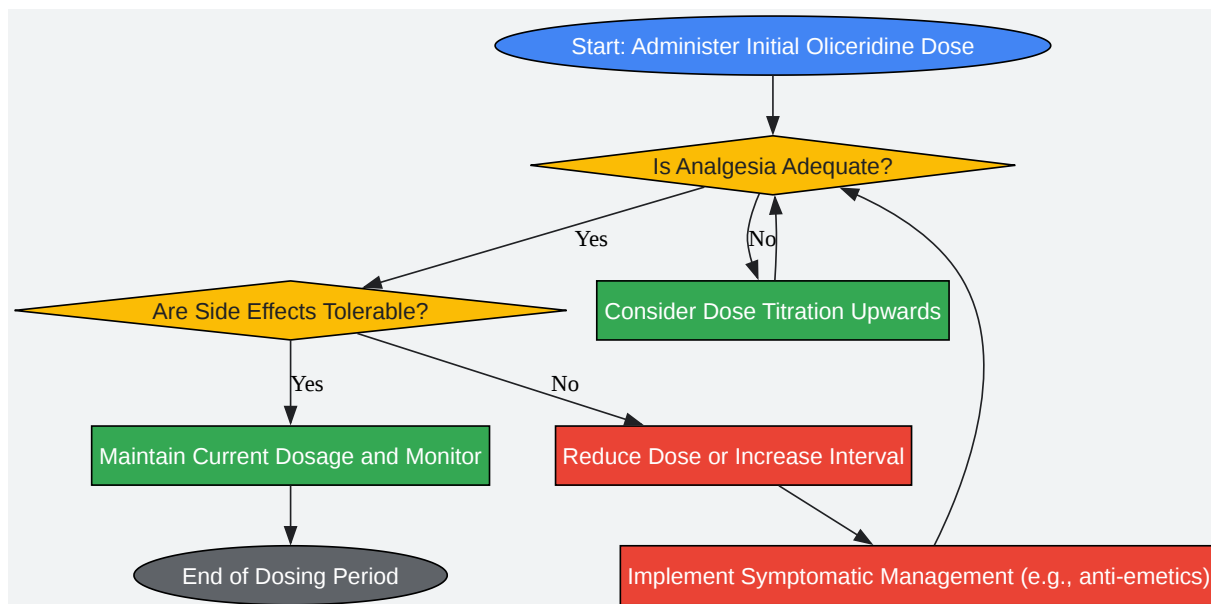 Start: Administer Initial Oliceridine Dose
Is Analgesia Adequate?
Yes
No
Are Side Effects Tolerable?
Consider Dose Titration Upwards
Yes
No
Maintain Current Dosage and Monitor
Reduce Dose or Increase Interval
End of Dosing Period
Implement Symptomatic Management (e.g., anti-emetics)